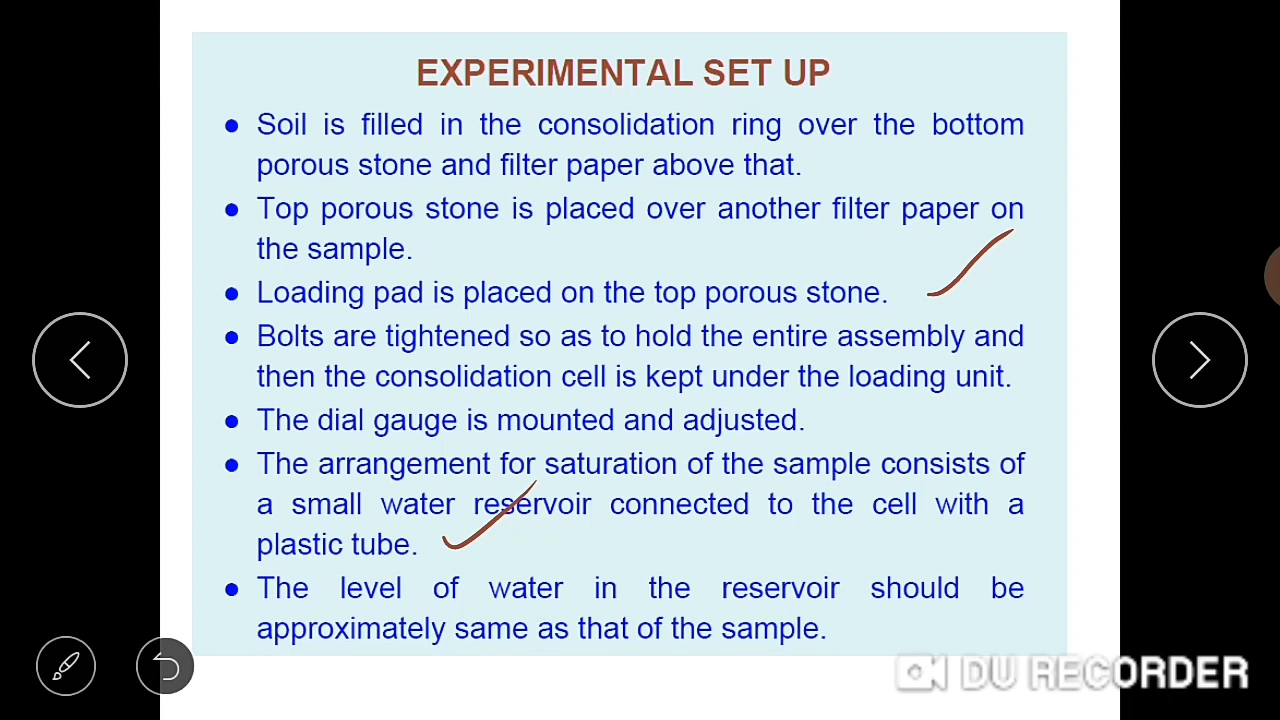 EXPERIMENTAL SET UP
● Soil is filled in the consolidation ring over the bottom
porous stone and filter paper above that.
● Top porous stone is placed over another filter paper on
the sample.
● Loading pad is placed on the top porous stone.
● Bolts are tightened so as to hold the entire assembly and
then the consolidation cell is kept under the loading unit.
● The dial gauge is mounted and adjusted.
● The arrangement for saturation of the sample consists of
a small water reservoir connected to the cell with a
plastic tube.
● The level of water in the reservoir should be
approximately same as that of the sample.
DU RECORDER